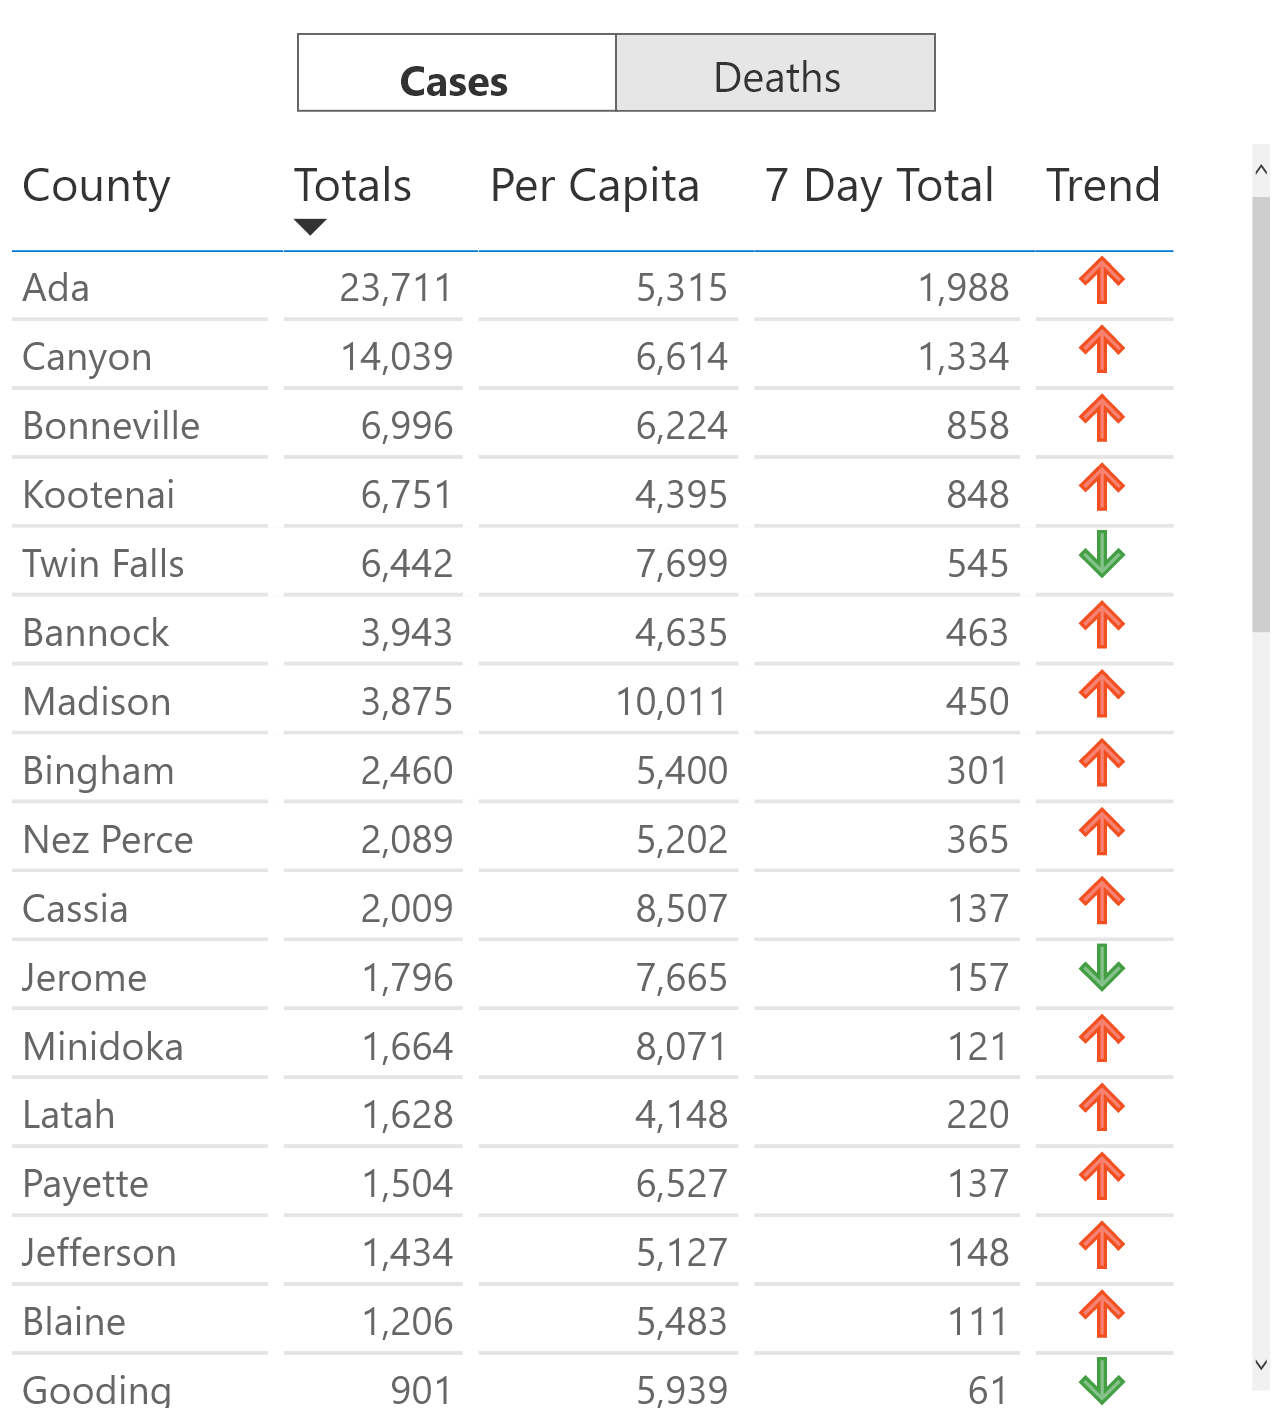 Cases Deaths
County Totals Per Capita 7 Day Total Trend
Ada 23,711 5,315 1,988
Canyon 14,039 6,614 1,334
Bonneville 6,996 6,224 858
Kootenai 6,751 4,395 848
Twin Falls 6,442 7,699 545
Bannock 3,943 4,635 463
Madison 3,875 10,011 450
Bingham 2,460 5,400 301
Nez Perce 2,089 5,202 365
Cassia 2,009 8,507 137
Jerome 1,796 7,665 157
Minidoka 1,664 8,071 121
Latah 1,628 4,148 220
Payette 1,504 6,527 137
Jefferson 1,434 5,127 148
Blaine 1,206 5,483 111
Gooding 901 5,939 61